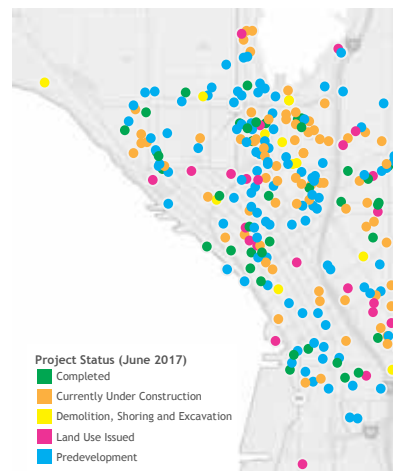 Project Status (June 2017)
Completed
Currently Under Construction
Demolition, Shoring and Excavation
Land Use Issued
Predevelopment